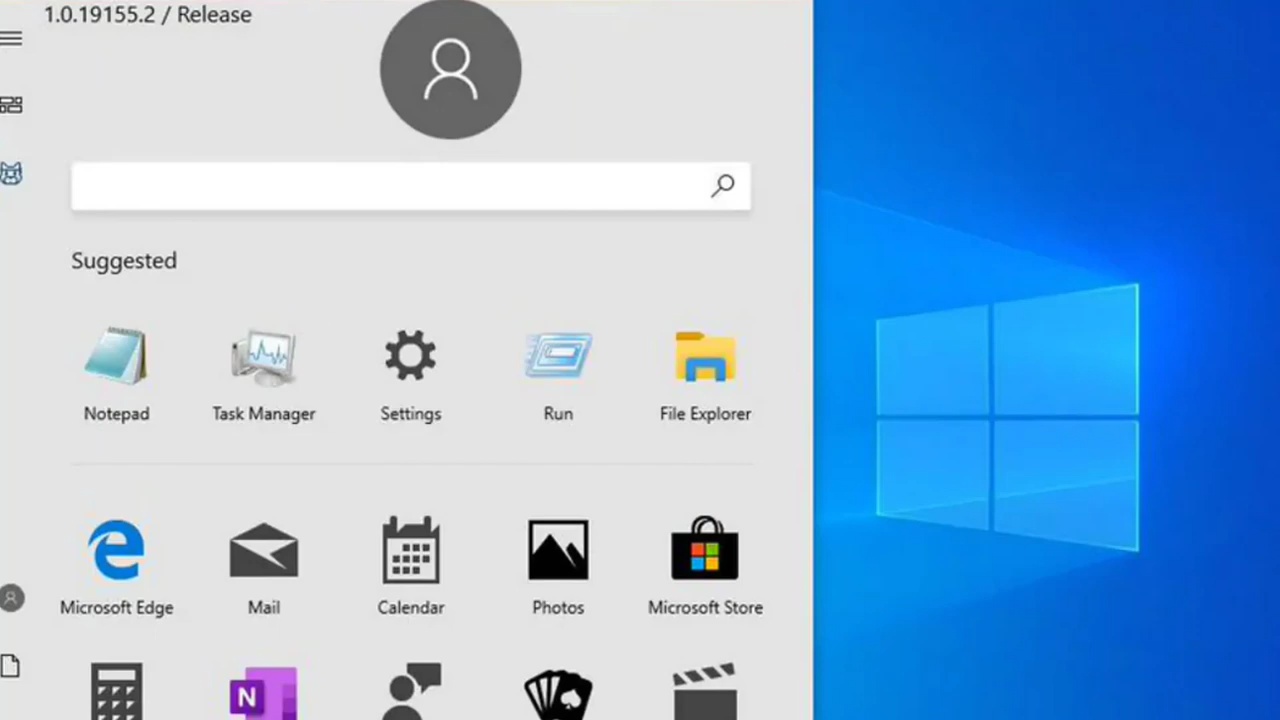 1.0.19155.2 / Release
Suggested
Notepad Task Manager Settings Run File Explorer
Microsoft Edge Mail Calendar Photos Microsoft Store
N